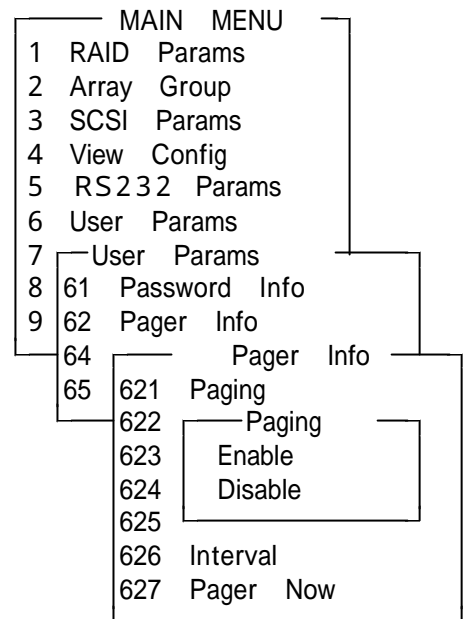 MAIN MENU
1 RAID Params
2 Array Group
3 SCSI Params
4 View Config
5 RS232 Params
6 User Params
7 User Params
8 61 Password Info
9 62 Pager Info
64 Pager Info
65 621 Paging
622 Paging
623 Enable
624 Disable
625
626 Interval
627 Pager Now